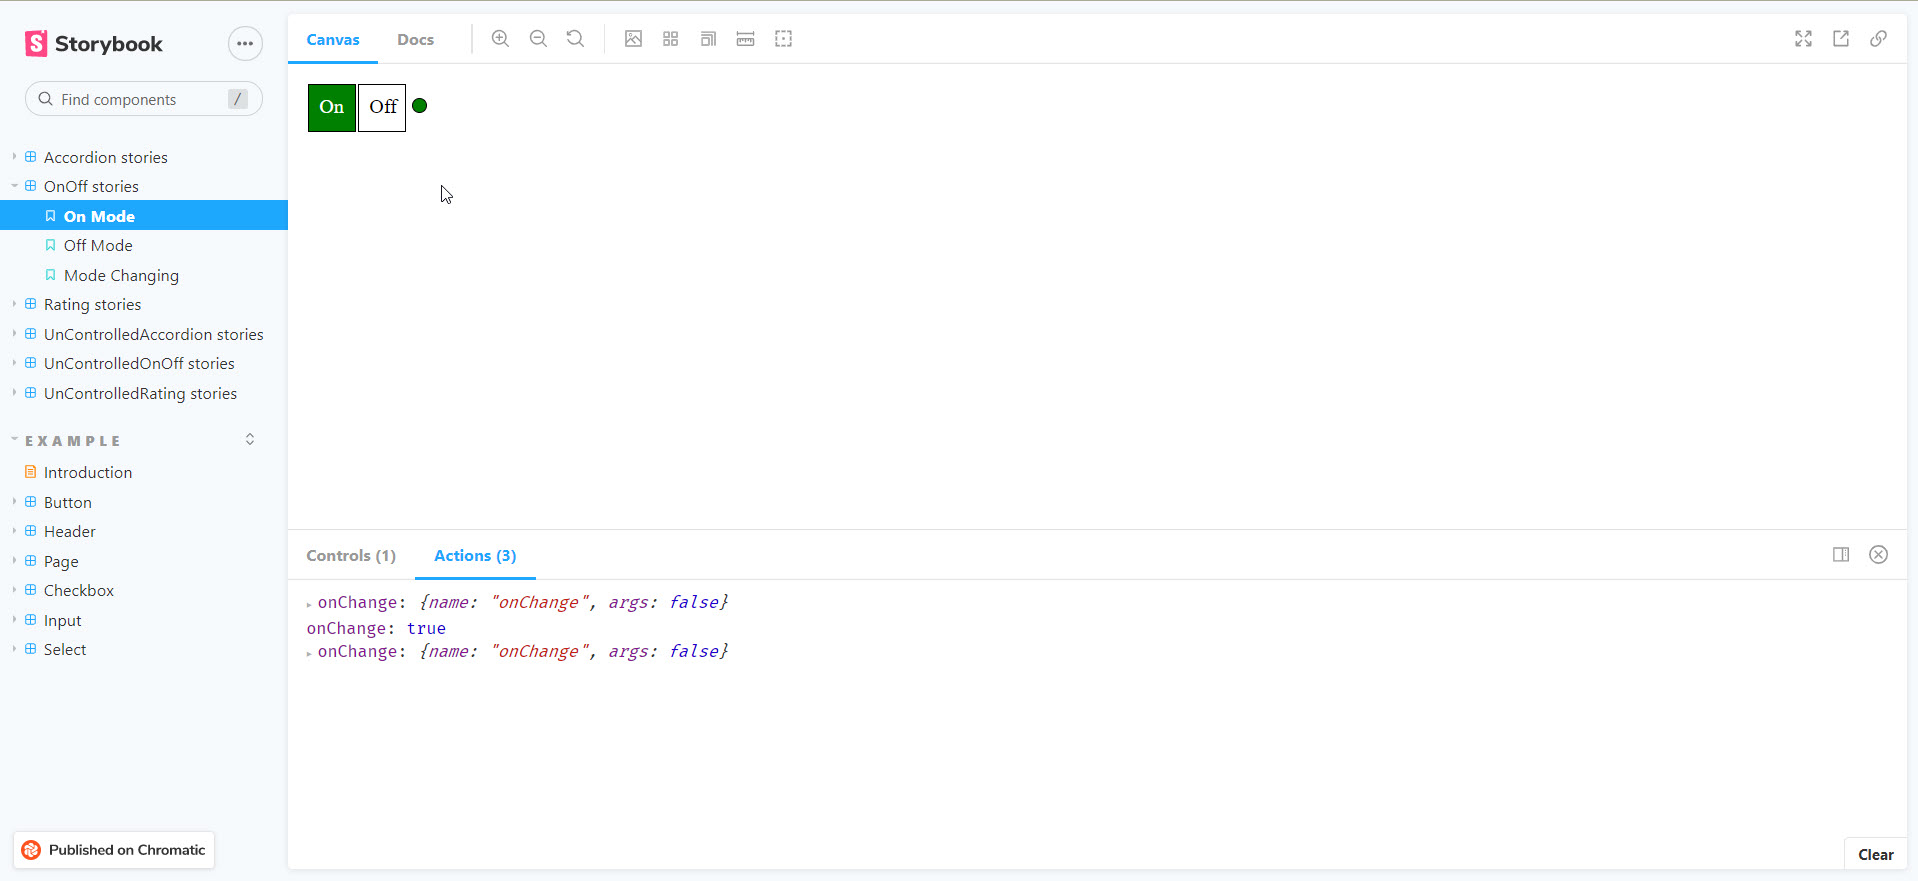 Storybook
Find components /
Accordion stories
OnOff stories
On Mode
Off Mode
Mode Changing
Rating stories
UnControlledAccordion stories
UnControlledOnOff stories
UnControlledRating stories
EXAMPLE
Introduction
Button
Header
Page
Checkbox
Input
Select
Published on Chromatic
Canvas Docs
On Off
Controls (1) Actions (3)
onChange: {name: "onChange", args: false}
onChange: true
onChange: {name: "onChange", args: false}
Clear